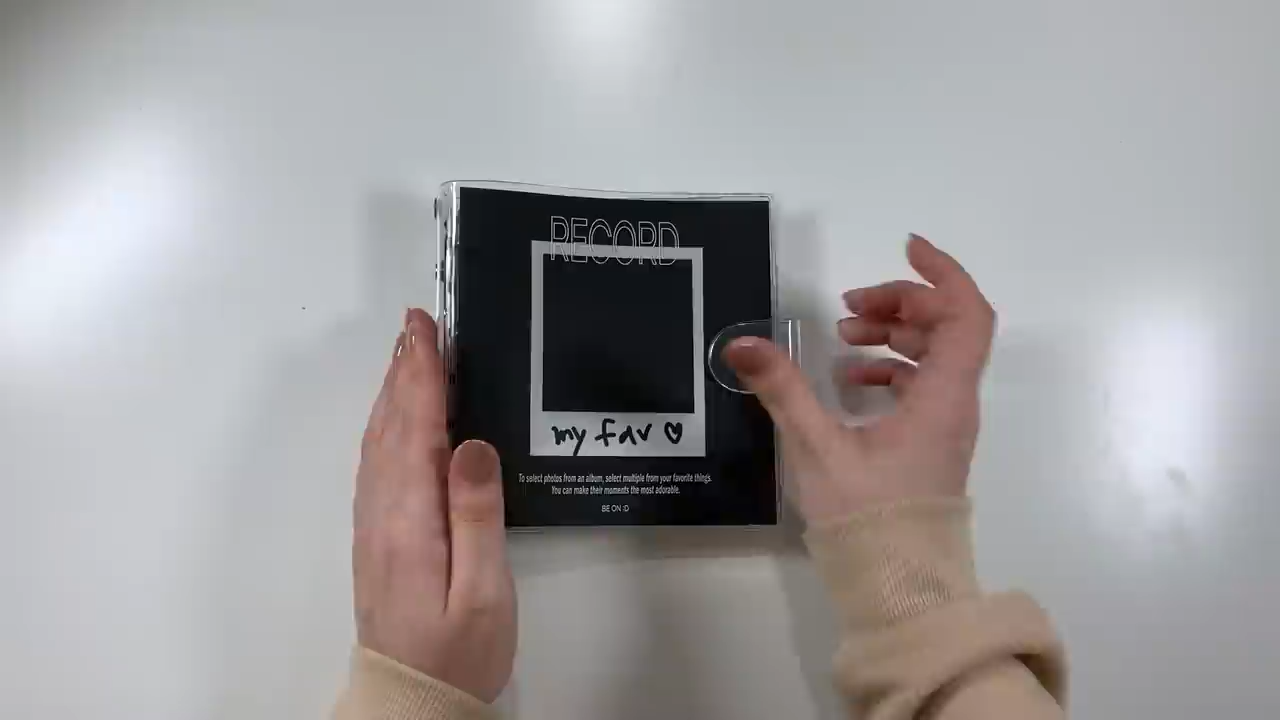 RECORD
my fav ♡
To select photos from an album, select multiple from your favorite things.
You can make their moments the most adorable.
BE ON :D